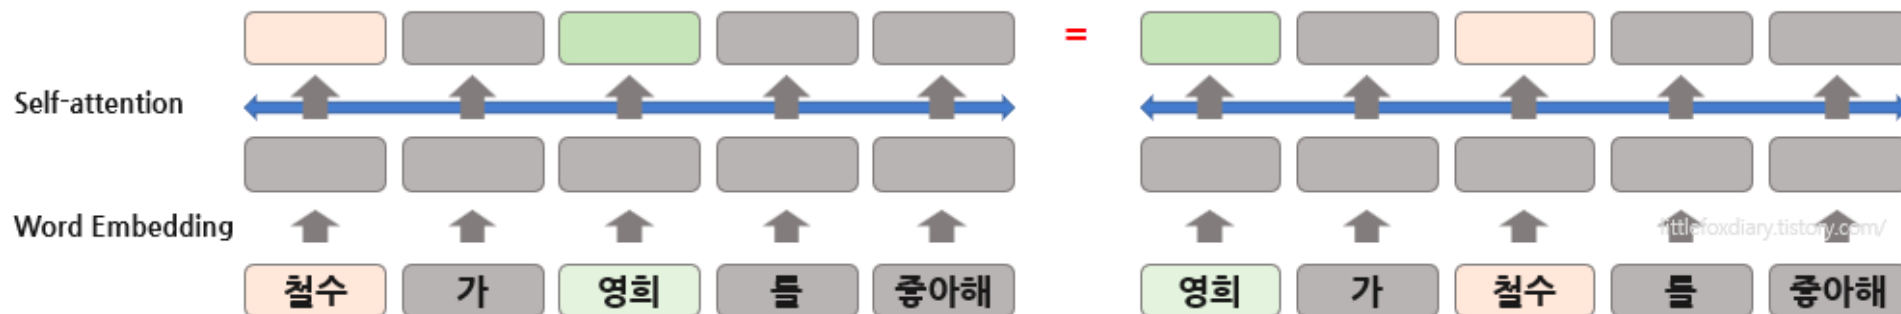 =
Self-attention
Word Embedding
littlefoxdiary.tistory.com/
철수 가 영희 를 좋아해 영희 가 철수 를 좋아해